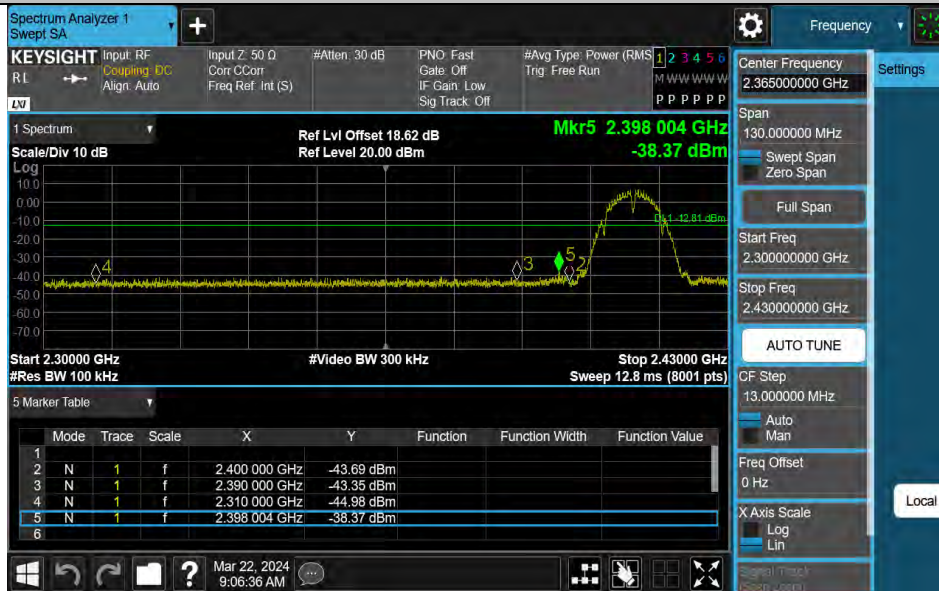 Spectrum Analyzer 1
Swept SA
+
Frequency
KEYSIGHT
RL
LXI
Input: RF
Coupling: DC
Align: Auto
Input Z: 50 Ω
Corr CCorr
Freq Ref: Int (S)
#Atten: 30 dB
PNO: Fast
Gate: Off
IF Gain: Low
Sig Track: Off
#Avg Type: Power (RMS
Trig: Free Run
1 2 3 4 5 6
M W W W W W
P P P P P P
1 Spectrum
Scale/Div 10 dB
Ref Lvl Offset 18.62 dB
Ref Level 20.00 dBm
Mkr5 2.398 004 GHz
-38.37 dBm
Log
10.0
0.00
-10.0
-20.0
-30.0
-40.0
-50.0
-60.0
-70.0
DL1 -12.81 dBm
4
3
5
2
Start 2.30000 GHz
#Res BW 100 kHz
#Video BW 300 kHz
Stop 2.43000 GHz
Sweep 12.8 ms (8001 pts)
5 Marker Table
Mode Trace Scale X Y Function Function Width Function Value
1
2 N 1 f 2.400 000 GHz -43.69 dBm
3 N 1 f 2.390 000 GHz -43.35 dBm
4 N 1 f 2.310 000 GHz -44.98 dBm
5 N 1 f 2.398 004 GHz -38.37 dBm
6
?
Mar 22, 2024
9:06:36 AM
Center Frequency
2.365000000 GHz
Settings
Span
130.000000 MHz
Swept Span
Zero Span
Full Span
Start Freq
2.300000000 GHz
Stop Freq
2.430000000 GHz
AUTO TUNE
CF Step
13.000000 MHz
Auto
Man
Freq Offset
0 Hz
Local
X Axis Scale
Log
Lin
Signal Track
(Span Zoom)